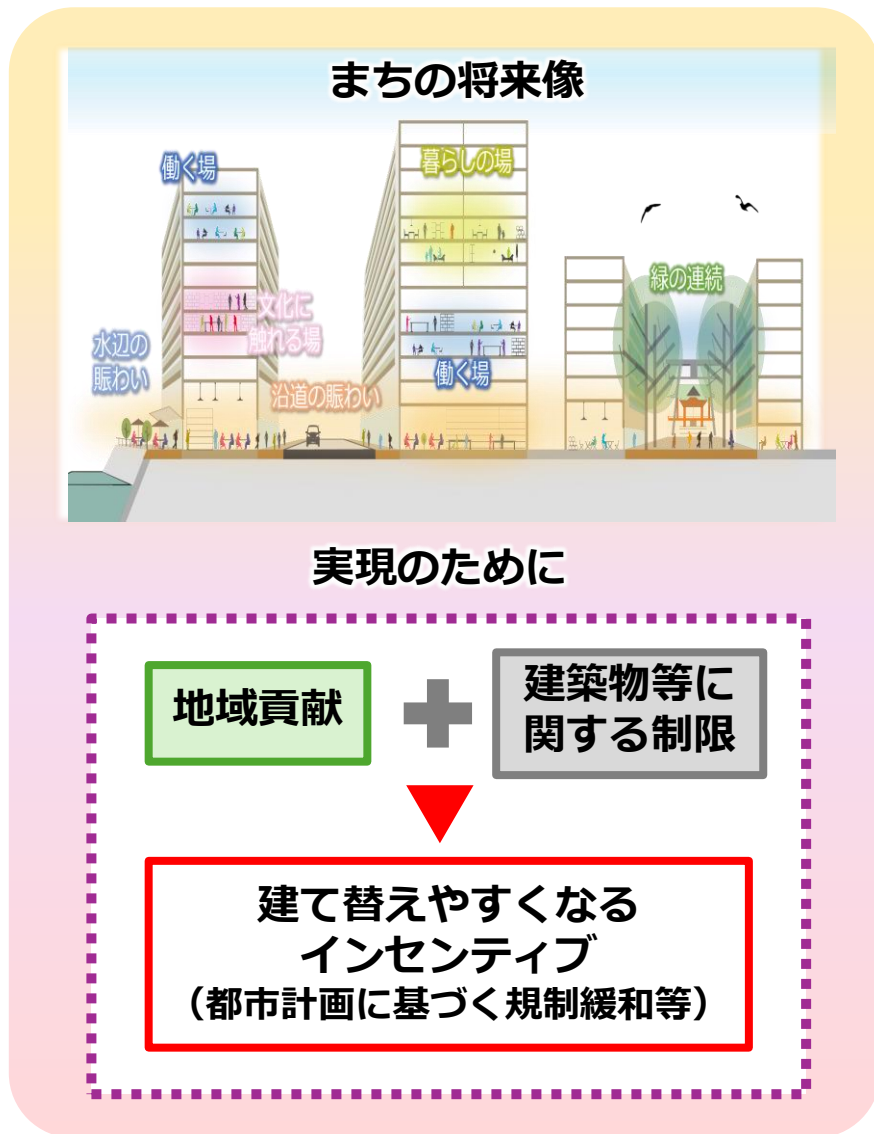 まちの将来像
働く場
暮らしの場
緑の連続
文化に
触れる場
水辺の
賑わい
沿道の賑わい
働く場
実現のために
地域貢献
建築物等に
関する制限
建て替えやすくなる
インセンティブ
（都市計画に基づく規制緩和等）